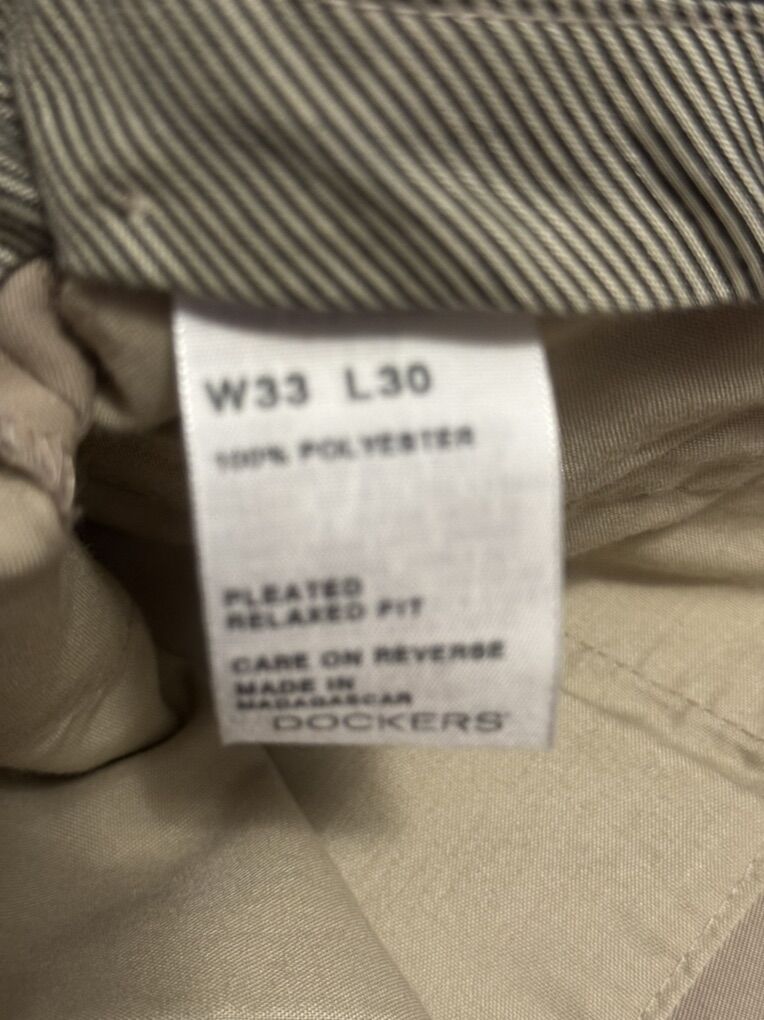 W33 L30
100% POLYESTER
PLEATED
RELAXED FIT
CARE ON REVERSE
MADE IN
MADAGASCAR
DOCKERS